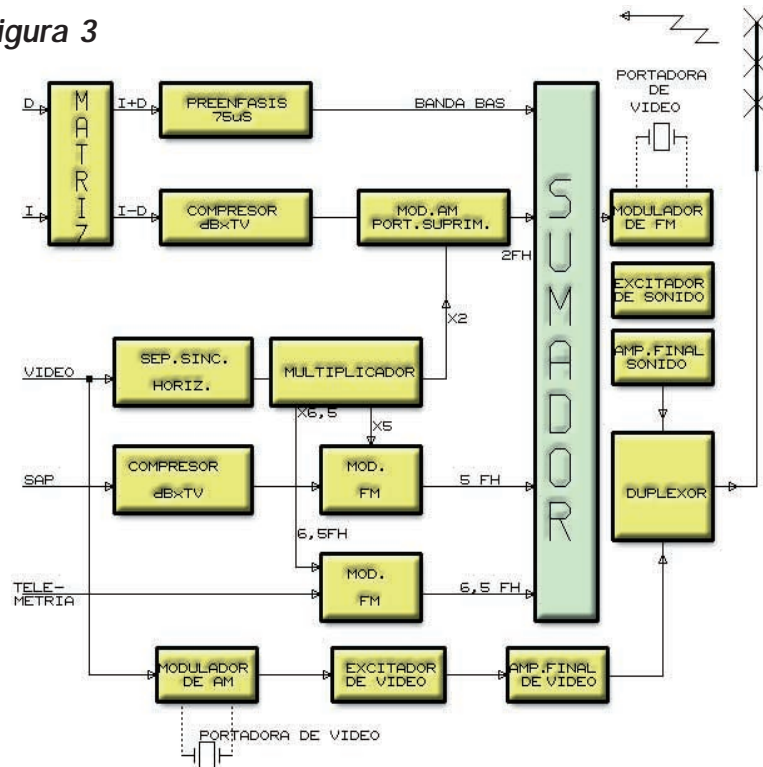 igura 3
PORTADORA
DE
VIDEO
D
MATRIZ
I+D
PREENFASIS
75uS
BANDA BAS
SUMADOR
I
I-D
COMPRESOR
dBxTV
MOD.AM
PORT.SUPRIM.
2FH
MODULADOR
DE FM
X2
EXCITADOR
DE SONIDO
VIDEO
SEP.SINC.
HORIZ.
MULTIPLICADOR
AMP.FINAL
SONIDO
X6,5
X5
SAP
COMPRESOR
dBxTV
MOD.
FM
5 FH
DUPLEXOR
6,5FH
TELE-
METRIA
MOD.
FM
6,5 FH
MODULADOR
DE AM
EXCITADOR
DE VIDEO
AMP.FINAL
DE VIDEO
PORTADORA DE VIDEO